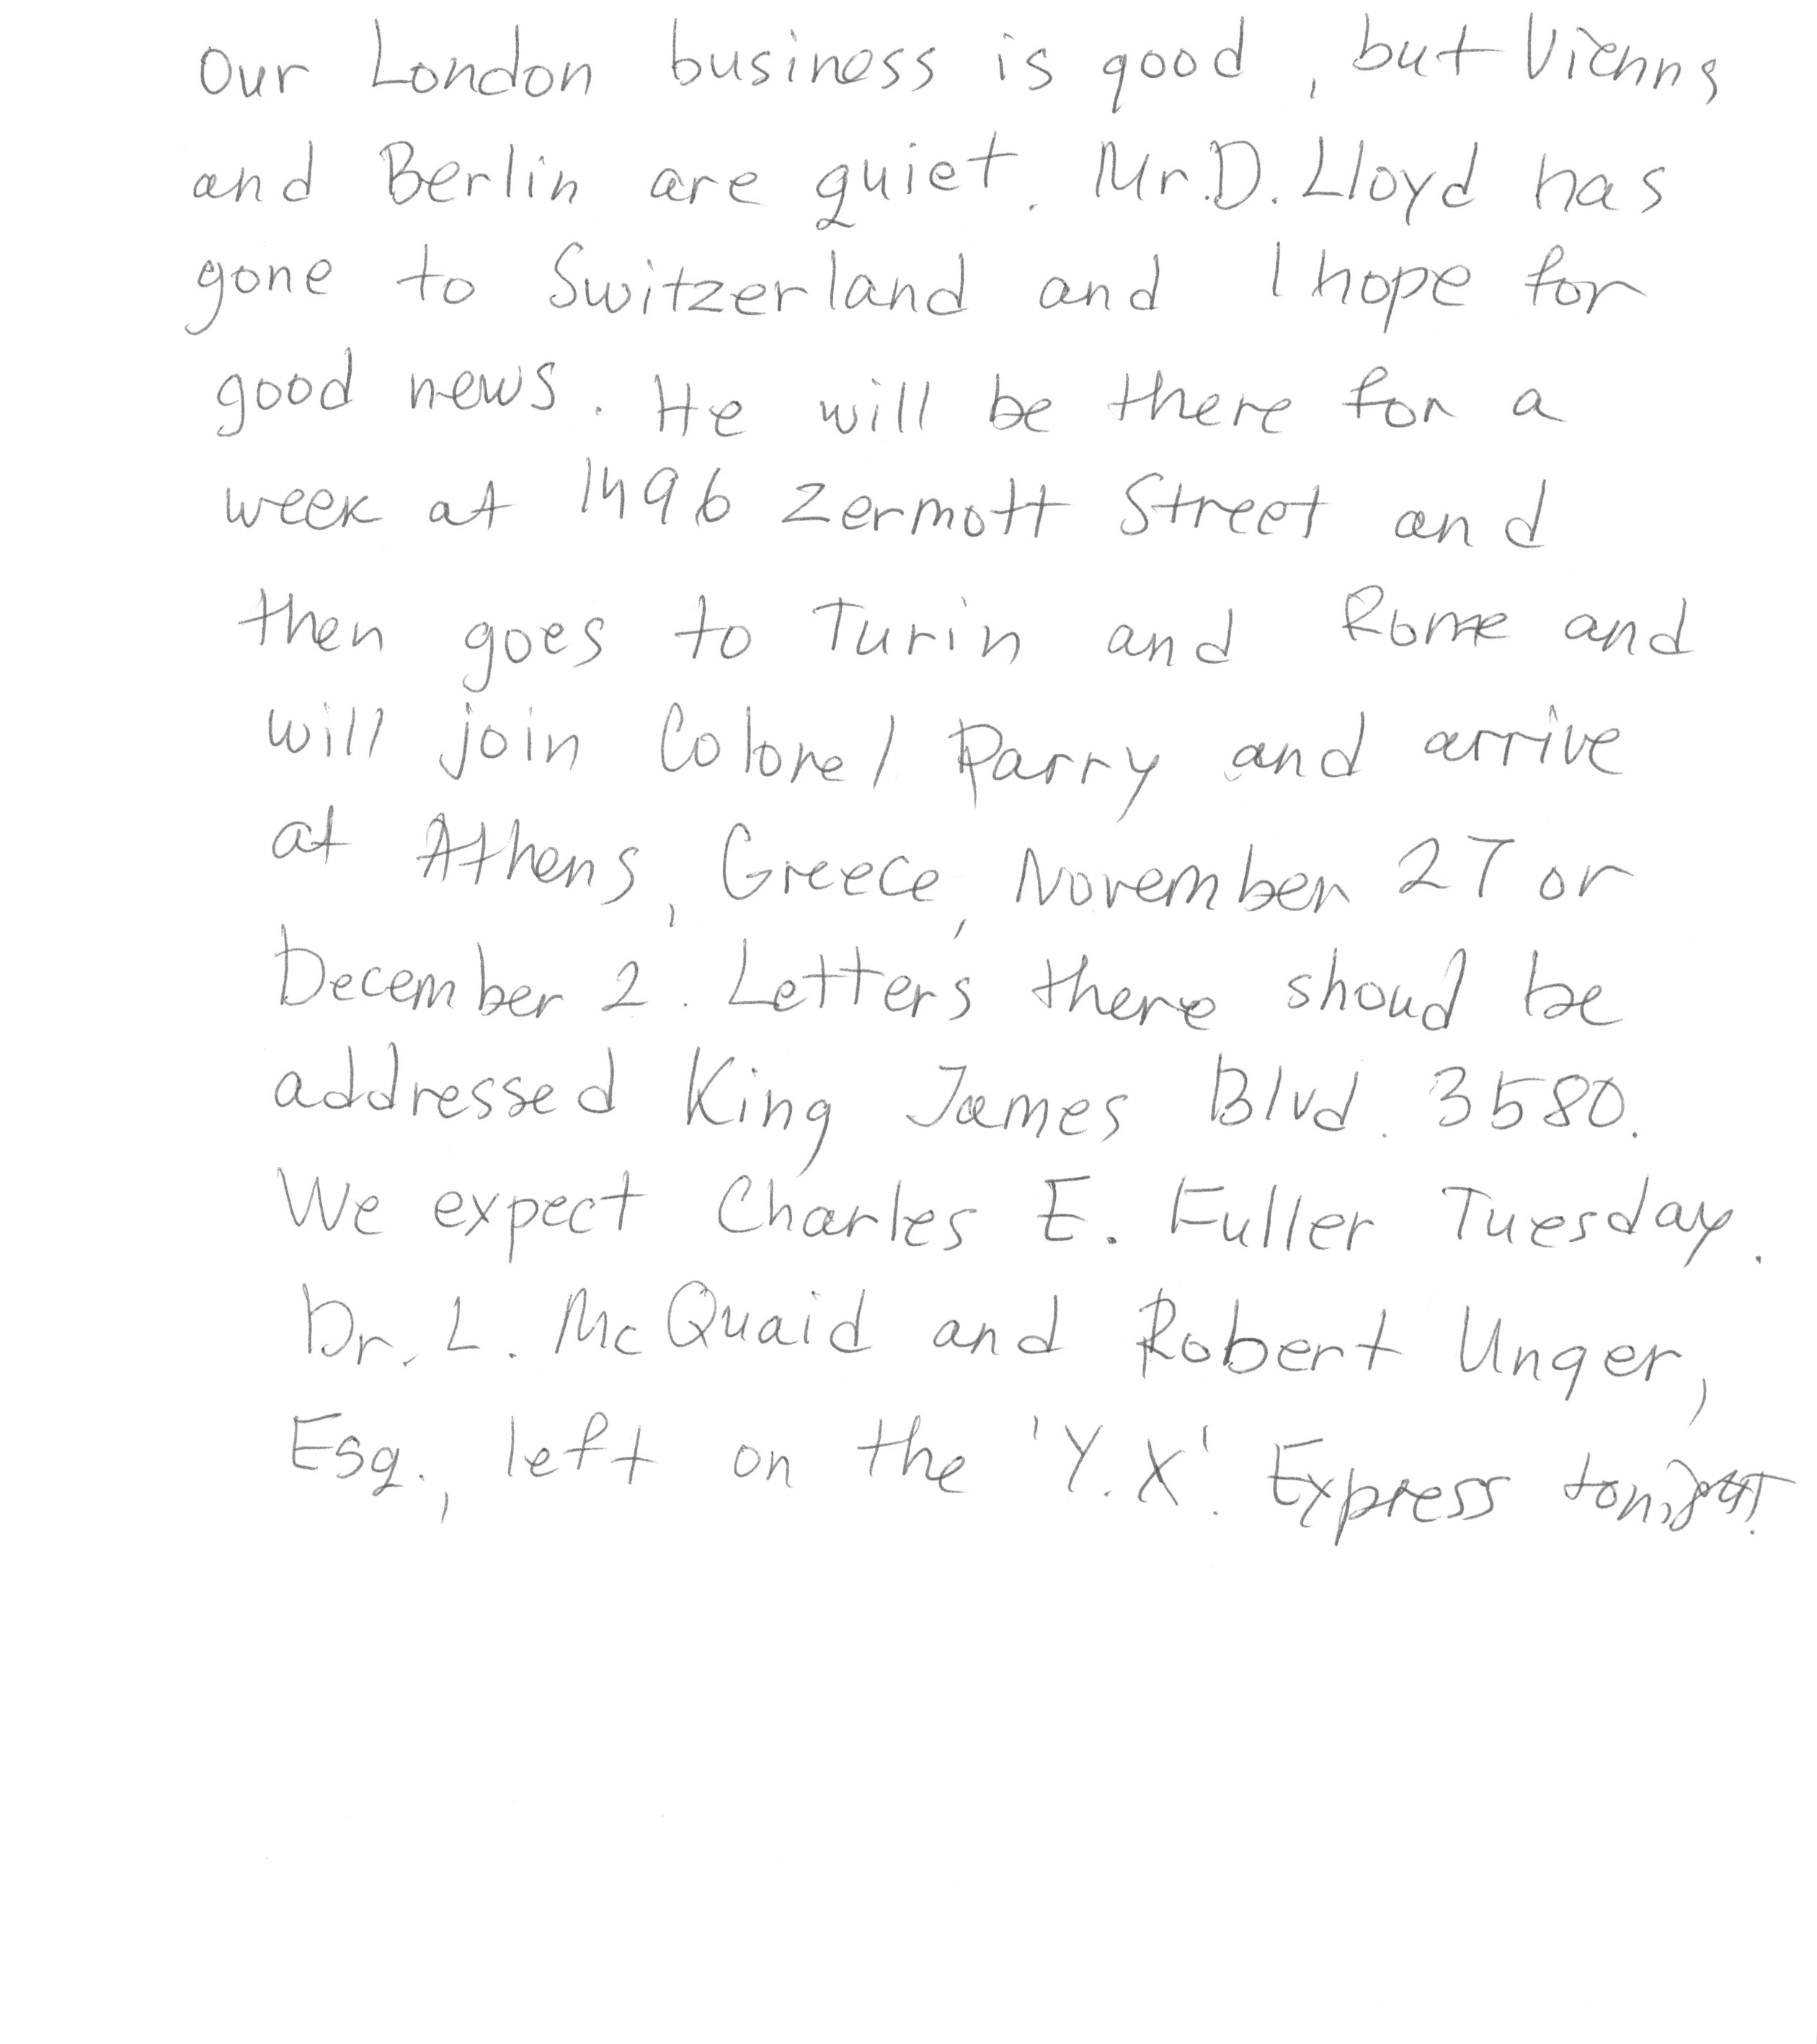 Our London business is good, but Vienns
and Berlin are quiet. Mr. D. Lloyd has
gone to Switzerland and I hope for
good news. He will be there for a
week at 1496 Zermott Street and
then goes to Turin and Rome and
will join Colonel Parry and arrive
at Athens, Greece, November 27 or
December 2. Letters there shoud be
addressed King James Blvd. 3580.
We expect Charles E. Fuller Tuesday.
Dr. L. McQuaid and Robert Unger,
Esq., left on the 'Y.X'. Express tonight.